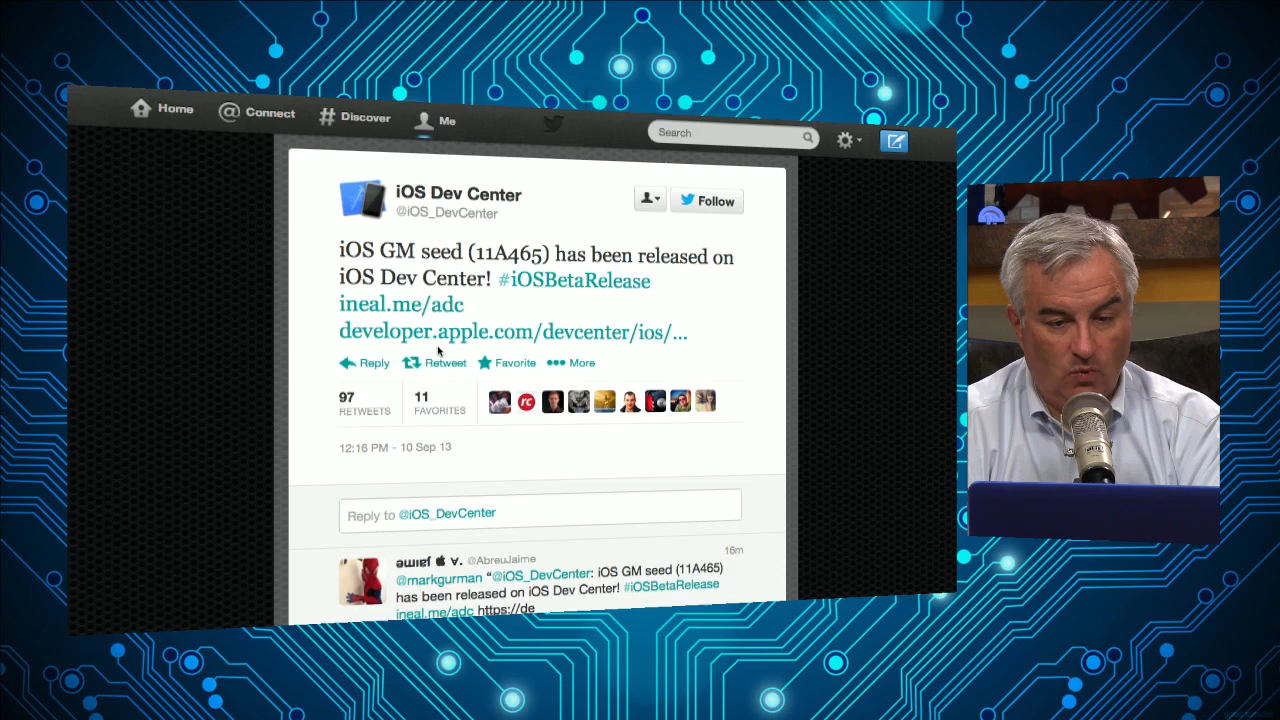 Home
@ Connect
# Discover
Me
Search
iOS Dev Center
@iOS_DevCenter
Follow
iOS GM seed (11A465) has been released on
iOS Dev Center! #iOSBetaRelease
ineal.me/adc
developer.apple.com/devcenter/ios/...
Reply
Retweet
Favorite
More
97
RETWEETS
11
FAVORITES
rc
12:16 PM - 10 Sep 13
Reply to @iOS_DevCenter
@AbreuJaime
16m
@markgurman “@iOS_DevCenter: iOS GM seed (11A465)
has been released on iOS Dev Center! #iOSBetaRelease
ineal.me/adc https://de